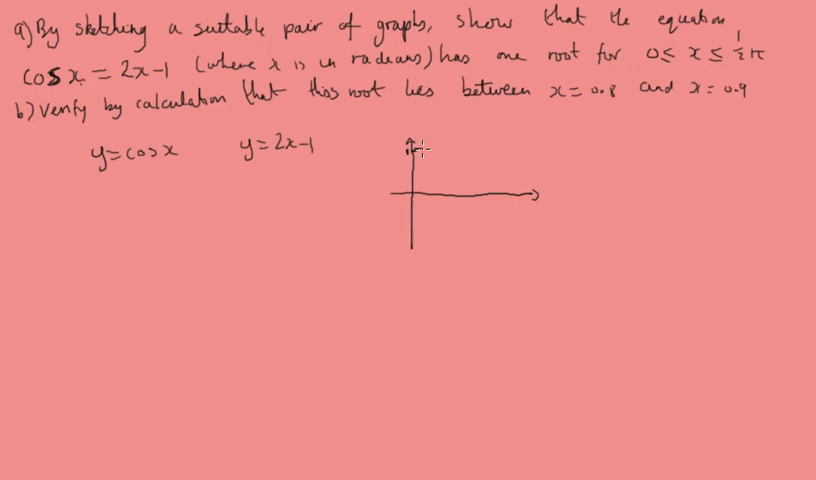 a) By sketching a suitable pair of graphs, show that the equation
cos x = 2x-1 (where x is in radians) has one root for 0 ≤ x ≤ ½π
b) Verify by calculation that this root lies between x = 0.8 and x = 0.9
y = cos x y = 2x-1